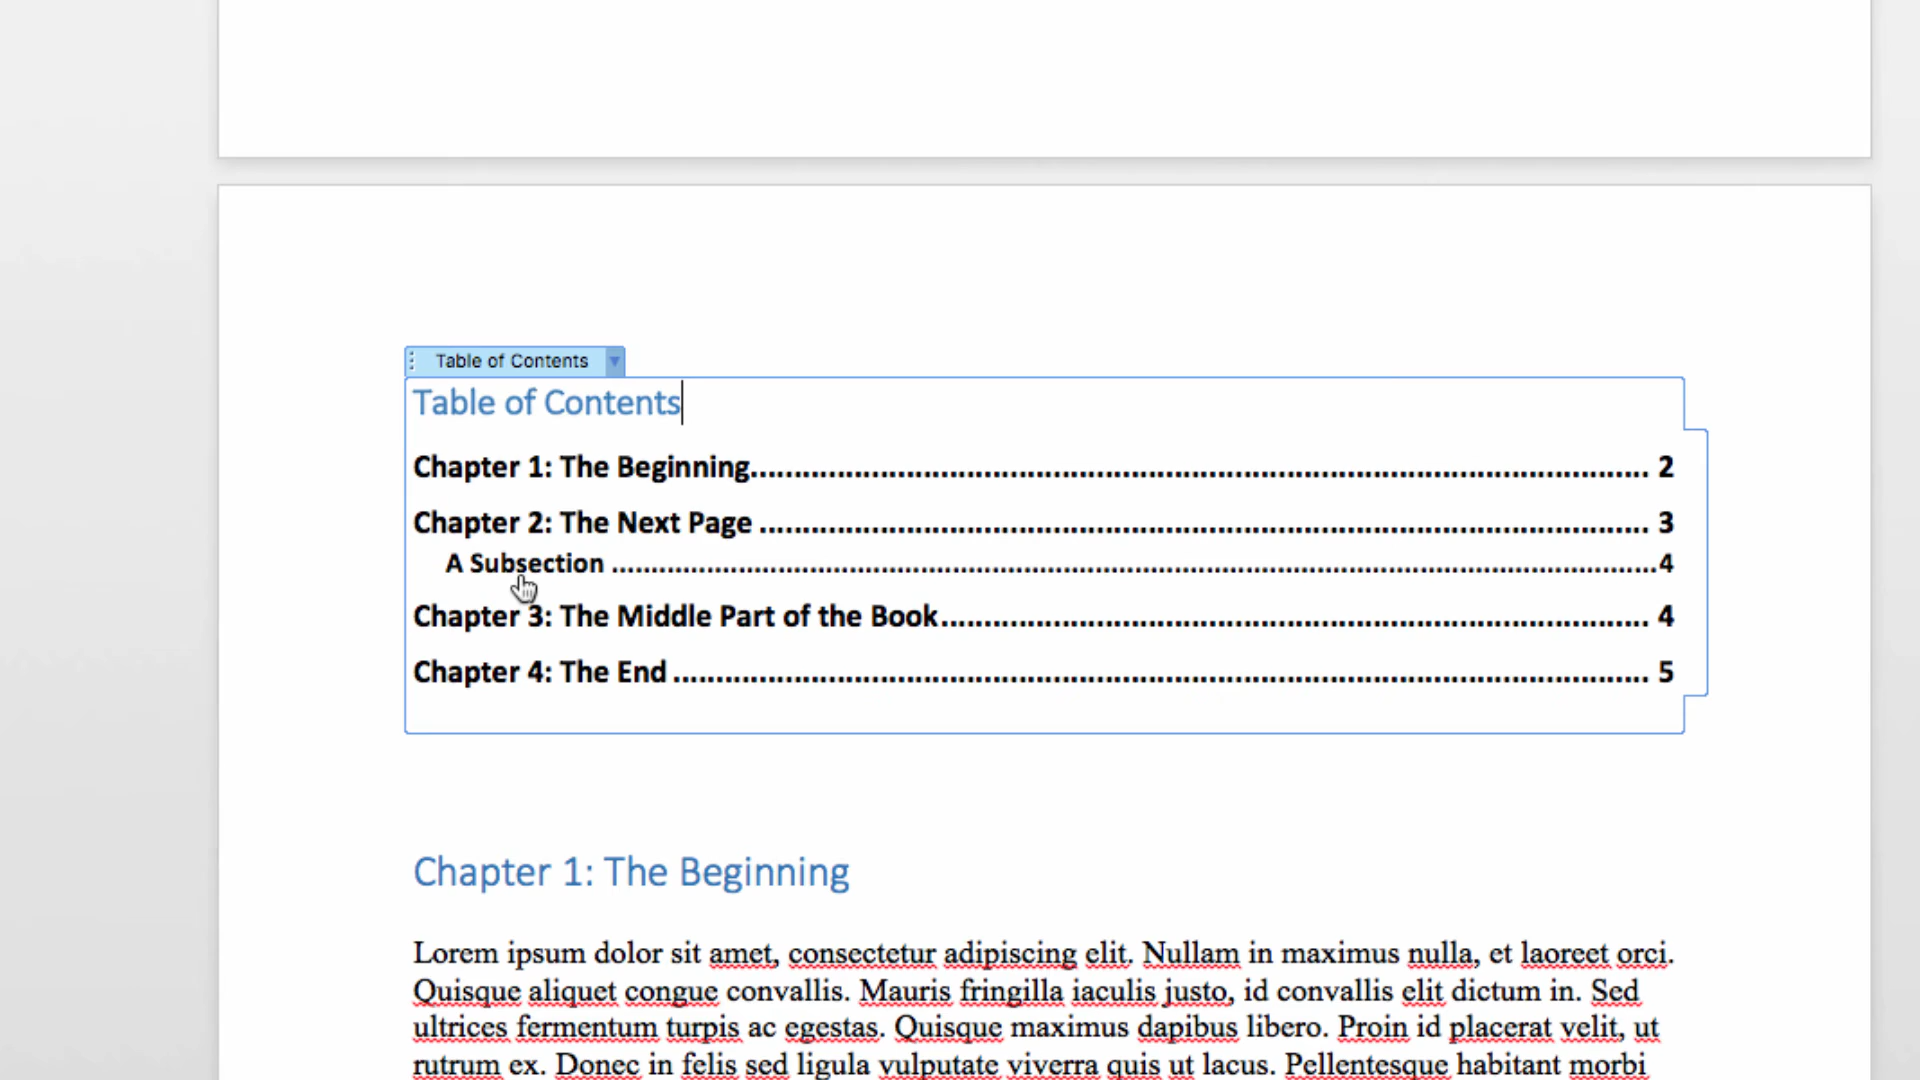 Table of Contents
Table of Contents
Chapter 1: The Beginning........................................................................................ 2
Chapter 2: The Next Page ....................................................................................... 3
A Subsection ..........................................................................................................4
Chapter 3: The Middle Part of the Book.................................................................. 4
Chapter 4: The End ................................................................................................ 5
Chapter 1: The Beginning
Lorem ipsum dolor sit amet, consectetur adipiscing elit. Nullam in maximus nulla, et laoreet orci.
Quisque aliquet congue convallis. Mauris fringilla iaculis justo, id convallis elit dictum in. Sed
ultrices fermentum turpis ac egestas. Quisque maximus dapibus libero. Proin id placerat velit, ut
rutrum ex. Donec in felis sed ligula vulputate viverra quis ut lacus. Pellentesque habitant morbi